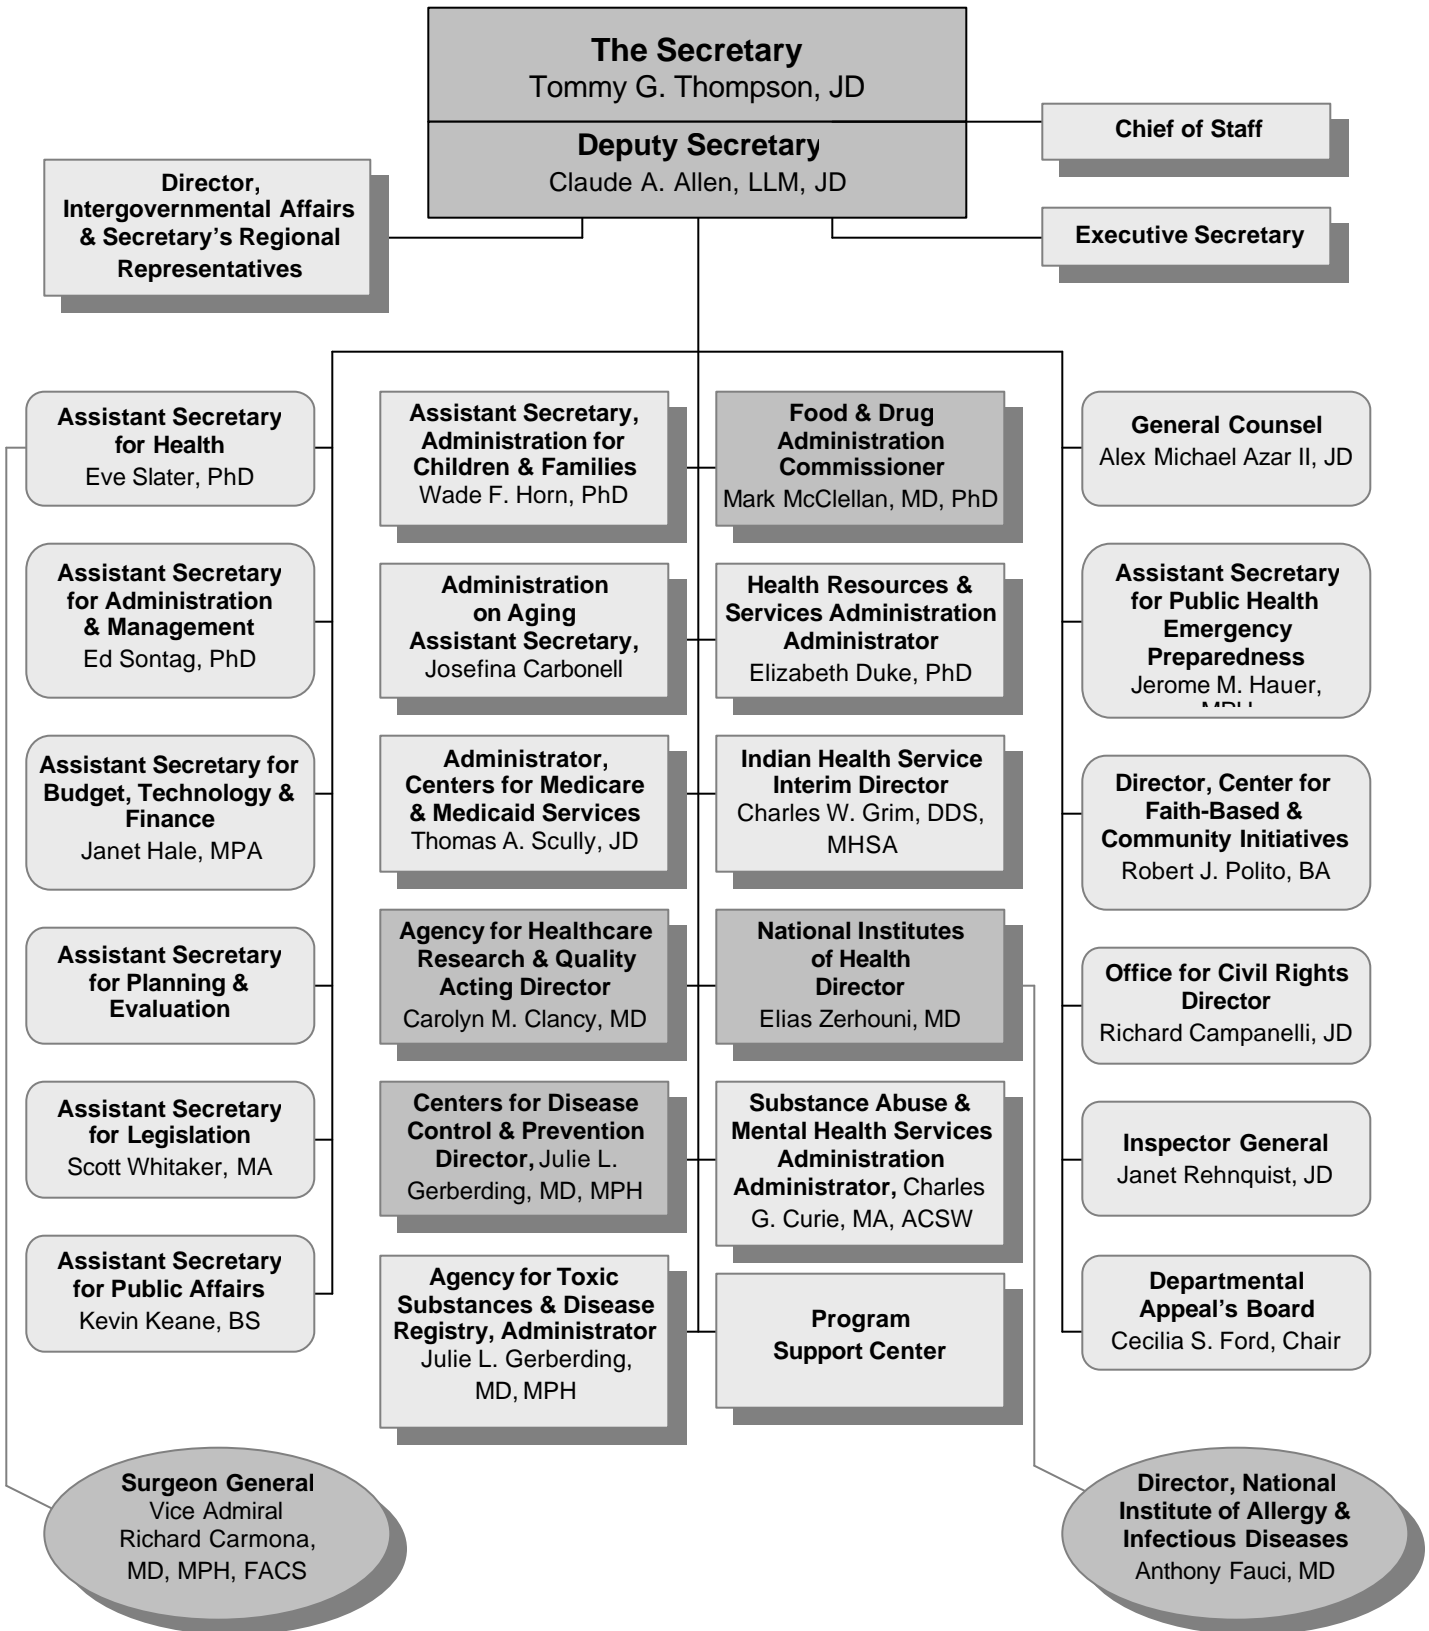 The Secretary
Tommy G. Thompson, JD
Deputy Secretary
Claude A. Allen, LLM, JD
Chief of Staff
Executive Secretary
Director,
Intergovernmental Affairs
& Secretary's Regional
Representatives
Assistant Secretary
for Health
Eve Slater, PhD
Assistant Secretary
for Administration
& Management
Ed Sontag, PhD
Assistant Secretary for
Budget, Technology &
Finance
Janet Hale, MPA
Assistant Secretary
for Planning &
Evaluation
Assistant Secretary
for Legislation
Scott Whitaker, MA
Assistant Secretary
for Public Affairs
Kevin Keane, BS
Assistant Secretary,
Administration for
Children & Families
Wade F. Horn, PhD
Administration
on Aging
Assistant Secretary,
Josefina Carbonell
Administrator,
Centers for Medicare
& Medicaid Services
Thomas A. Scully, JD
Agency for Healthcare
Research & Quality
Acting Director
Carolyn M. Clancy, MD
Centers for Disease
Control & Prevention
Director, Julie L.
Gerberding, MD, MPH
Agency for Toxic
Substances & Disease
Registry, Administrator
Julie L. Gerberding,
MD, MPH
Food & Drug
Administration
Commissioner
Mark McClellan, MD, PhD
Health Resources &
Services Administration
Administrator
Elizabeth Duke, PhD
Indian Health Service
Interim Director
Charles W. Grim, DDS,
MHSA
National Institutes
of Health
Director
Elias Zerhouni, MD
Substance Abuse &
Mental Health Services
Administration
Administrator, Charles
G. Curie, MA, ACSW
Program
Support Center
General Counsel
Alex Michael Azar II, JD
Assistant Secretary
for Public Health
Emergency
Preparedness
Jerome M. Hauer,
MPH
Director, Center for
Faith-Based &
Community Initiatives
Robert J. Polito, BA
Office for Civil Rights
Director
Richard Campanelli, JD
Inspector General
Janet Rehnquist, JD
Departmental
Appeal's Board
Cecilia S. Ford, Chair
Surgeon General
Vice Admiral
Richard Carmona,
MD, MPH, FACS
Director, National
Institute of Allergy &
Infectious Diseases
Anthony Fauci, MD